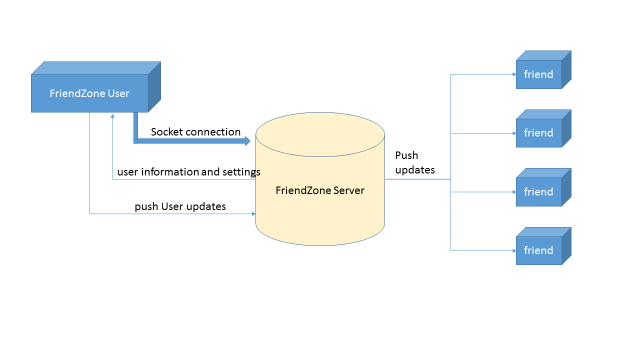 FriendZone User
Socket connection
user information and settings
push User updates
FriendZone Server
Push
updates
friend
friend
friend
friend